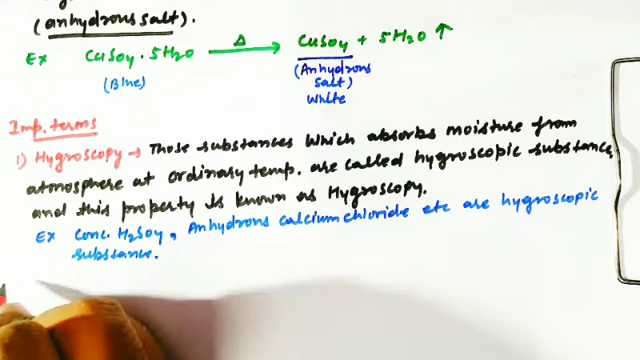 (anhydrous salt).
Ex CuSO4 · 5H2O —Δ→ CuSO4 + 5H2O ↑
(Blue) (Anhydrous
salt)
White
Imp. terms
1) Hygroscopy → Those substances which absorbs moisture from
atmosphere at ordinary temp. are called hygroscopic substance,
and this property is known as Hygroscopy.
Ex Conc. H2SO4, Anhydrous calcium chloride etc are hygroscopic
substance.